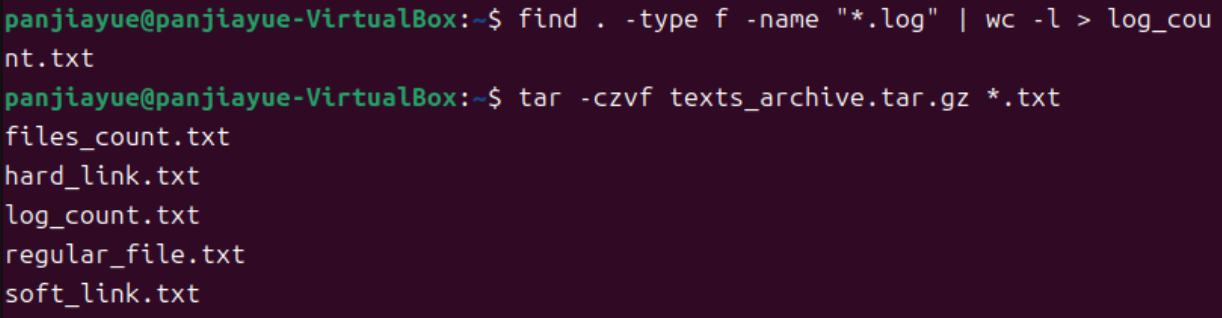 panjiayue@panjiayue-VirtualBox:~$ find . -type f -name "*.log" | wc -l > log_cou
nt.txt
panjiayue@panjiayue-VirtualBox:~$ tar -czvf texts_archive.tar.gz *.txt
files_count.txt
hard_link.txt
log_count.txt
regular_file.txt
soft_link.txt